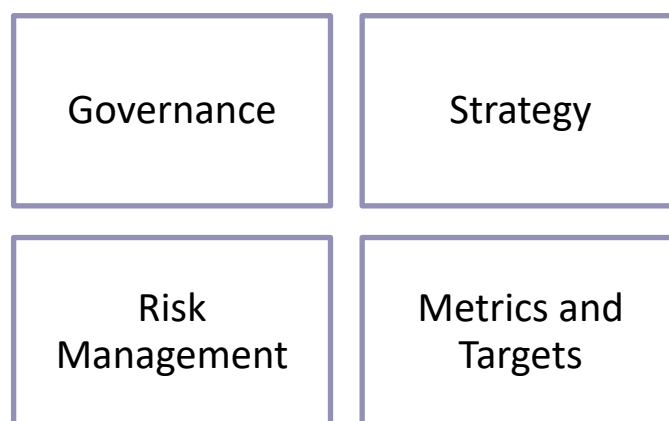 Governance
Strategy
Risk
Management
Metrics and
Targets